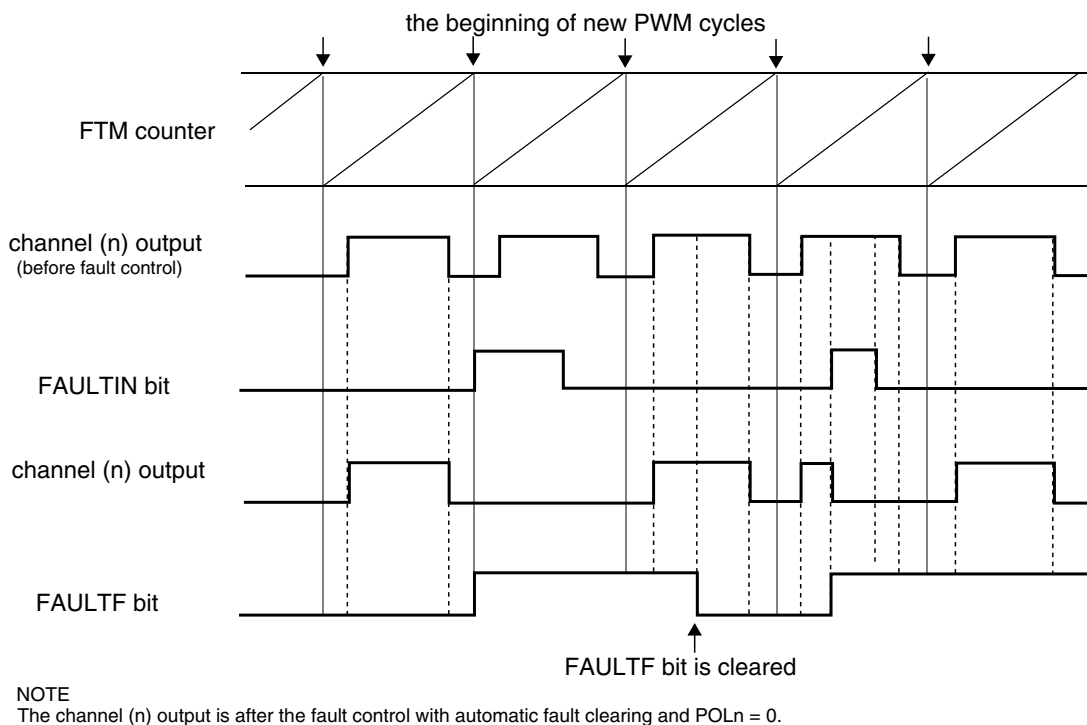 the beginning of new PWM cycles
FTM counter
channel (n) output
(before fault control)
FAULTIN bit
channel (n) output
FAULTF bit
FAULTF bit is cleared
NOTE
The channel (n) output is after the fault control with automatic fault clearing and POLn = 0.